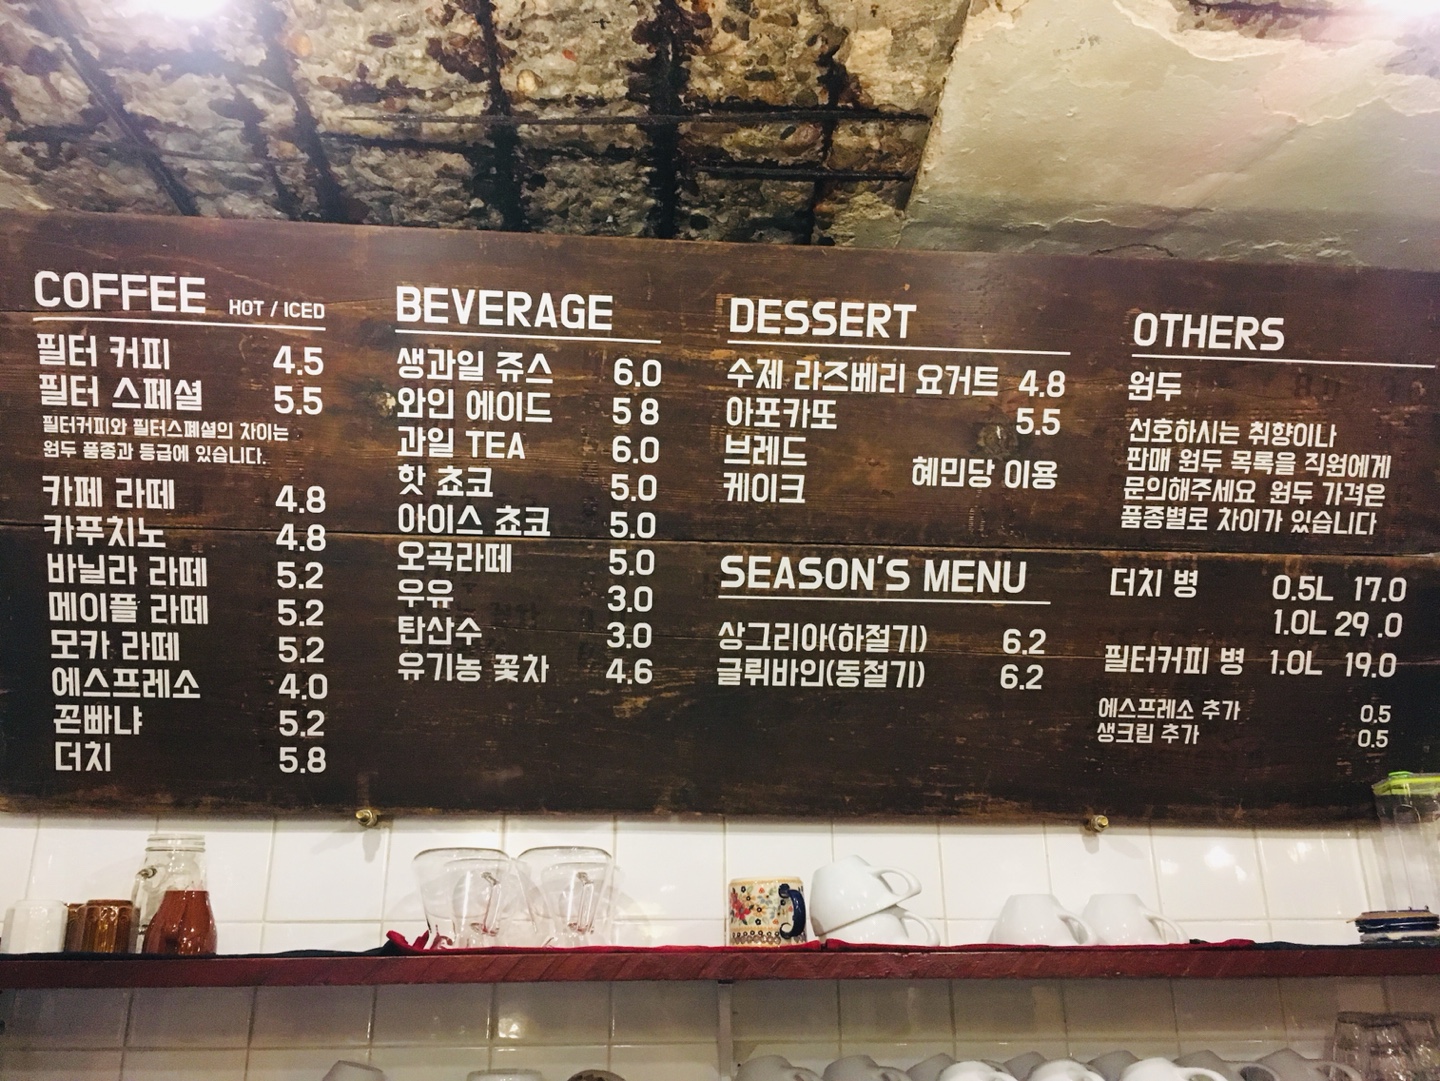 COFFEE HOT / ICED
필터 커피 4.5
필터 스페셜 5.5
필터커피와 필터스페셜의 차이는
원두 품종과 등급에 있습니다.
카페 라떼 4.8
카푸치노 4.8
바닐라 라떼 5.2
메이플 라떼 5.2
모카 라떼 5.2
에스프레소 4.0
꼰빠냐 5.2
더치 5.8
BEVERAGE
생과일 쥬스 6.0
와인 에이드 5 8
과일 TEA 6.0
핫 쵸코 5.0
아이스 쵸코 5.0
오곡라떼 5.0
우유 3.0
탄산수 3.0
유기농 꽃차 4.6
DESSERT
수제 라즈베리 요거트 4.8
아포카또 5.5
브레드
케이크 혜민당 이용
SEASON'S MENU
상그리아(하절기) 6.2
글뤼바인(동절기) 6.2
OTHERS
원두
선호하시는 취향이나
판매 원두 목록을 직원에게
문의해주세요 원두 가격은
품종별로 차이가 있습니다
더치 병 0.5L 17.0
1.0L 29 .0
필터커피 병 1.0L 19.0
에스프레소 추가 0.5
생크림 추가 0.5